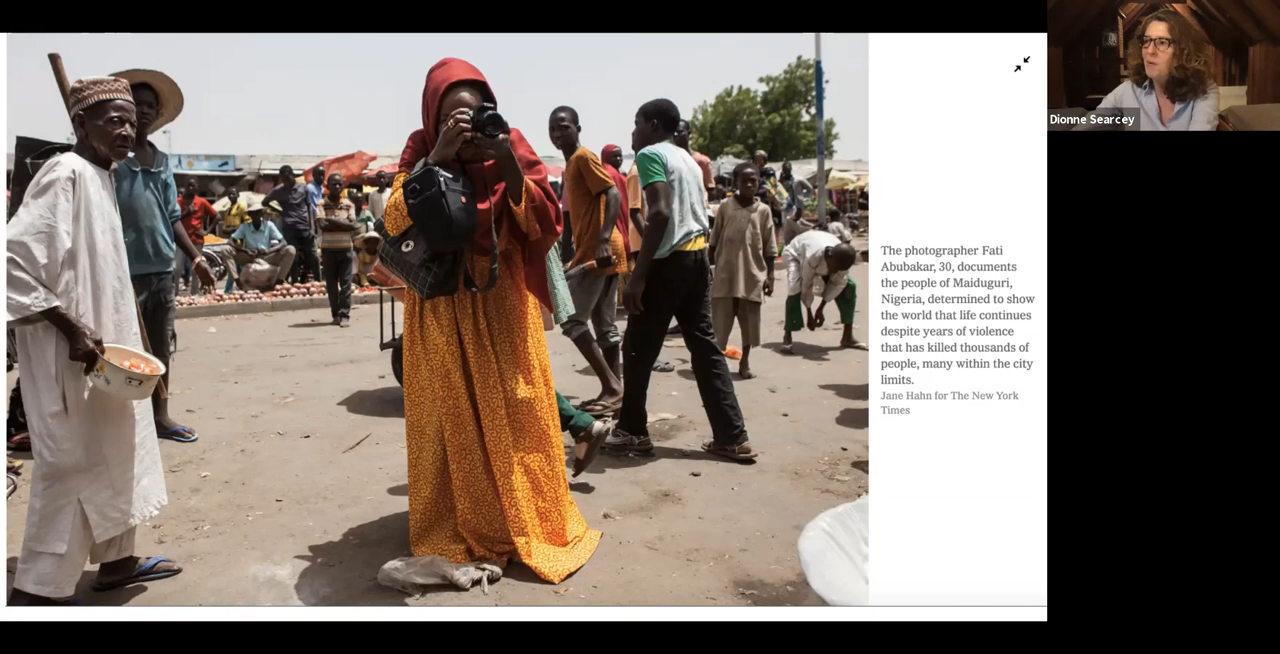 Dionne Searcey
The photographer Fati
Abubakar, 30, documents
the people of Maiduguri,
Nigeria, determined to show
the world that life continues
despite years of violence
that has killed thousands of
people, many within the city
limits.
Jane Hahn for The New York
Times